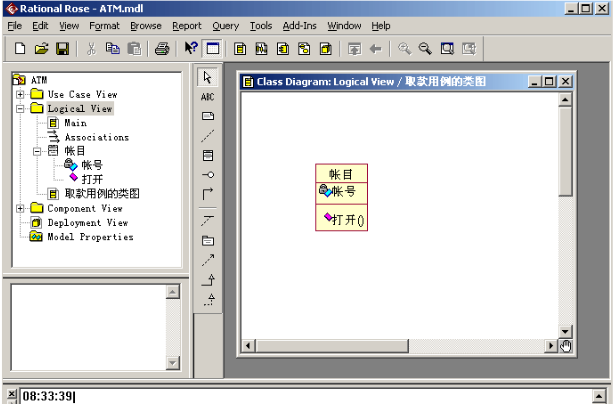 Rational Rose - ATM.mdl
File Edit View Format Browse Report Query Tools Add-Ins Window Help
ATM
Use Case View
Logical View
Main
Associations
帐目
帐号
打开
取款用例的类图
Component View
Deployment View
Model Properties
ABC
Class Diagram: Logical View / 取款用例的类图
帐目
帐号
打开()
08:33:39